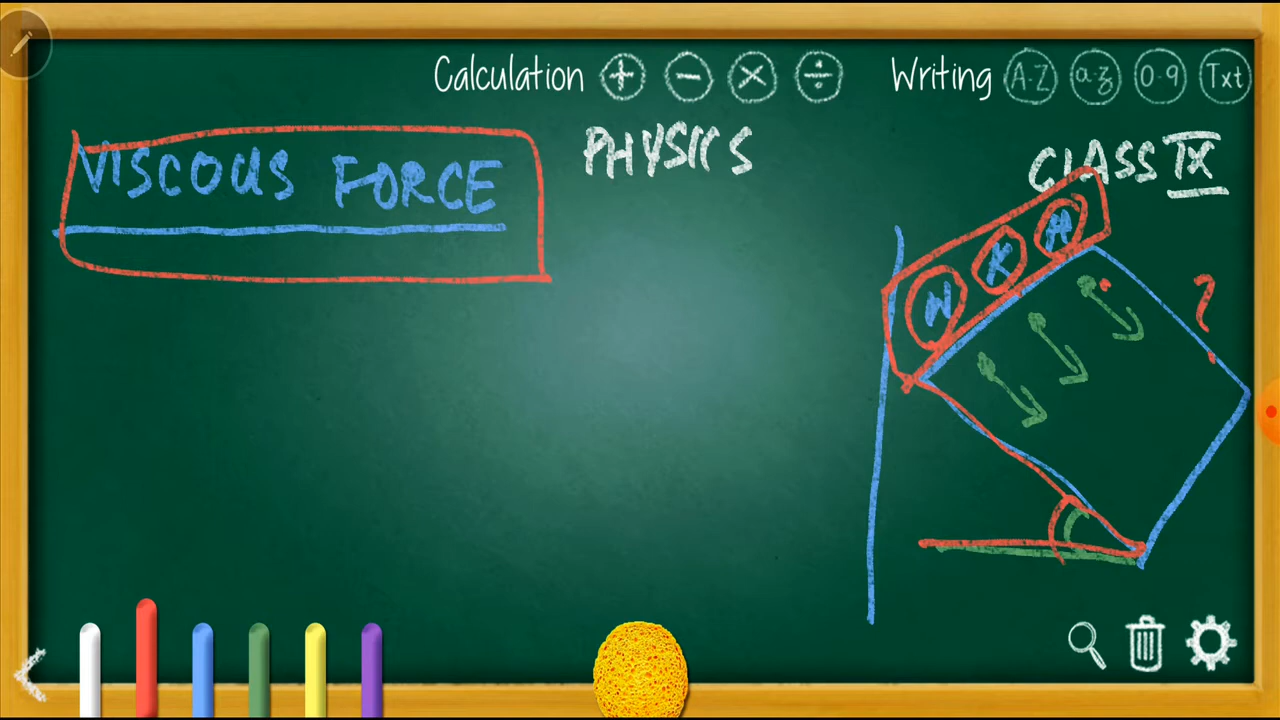 Calculation + − × ÷ Writing A-Z a-z 0-9 Txt
PHYSICS
VISCOUS FORCE
CLASS IX
W K H
?